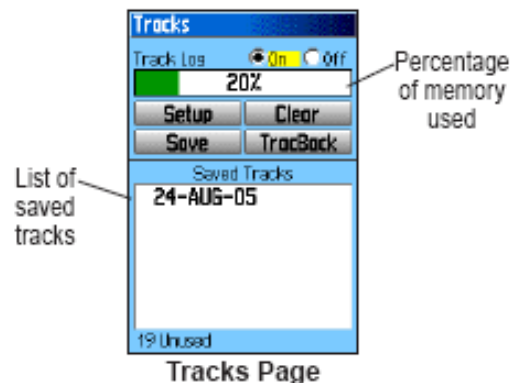 Tracks
Track Log On Off
20%
Percentage
of memory
used
Setup Clear
Save TracBack
Saved Tracks
List of
saved
tracks
24-AUG-05
19 Unused
Tracks Page